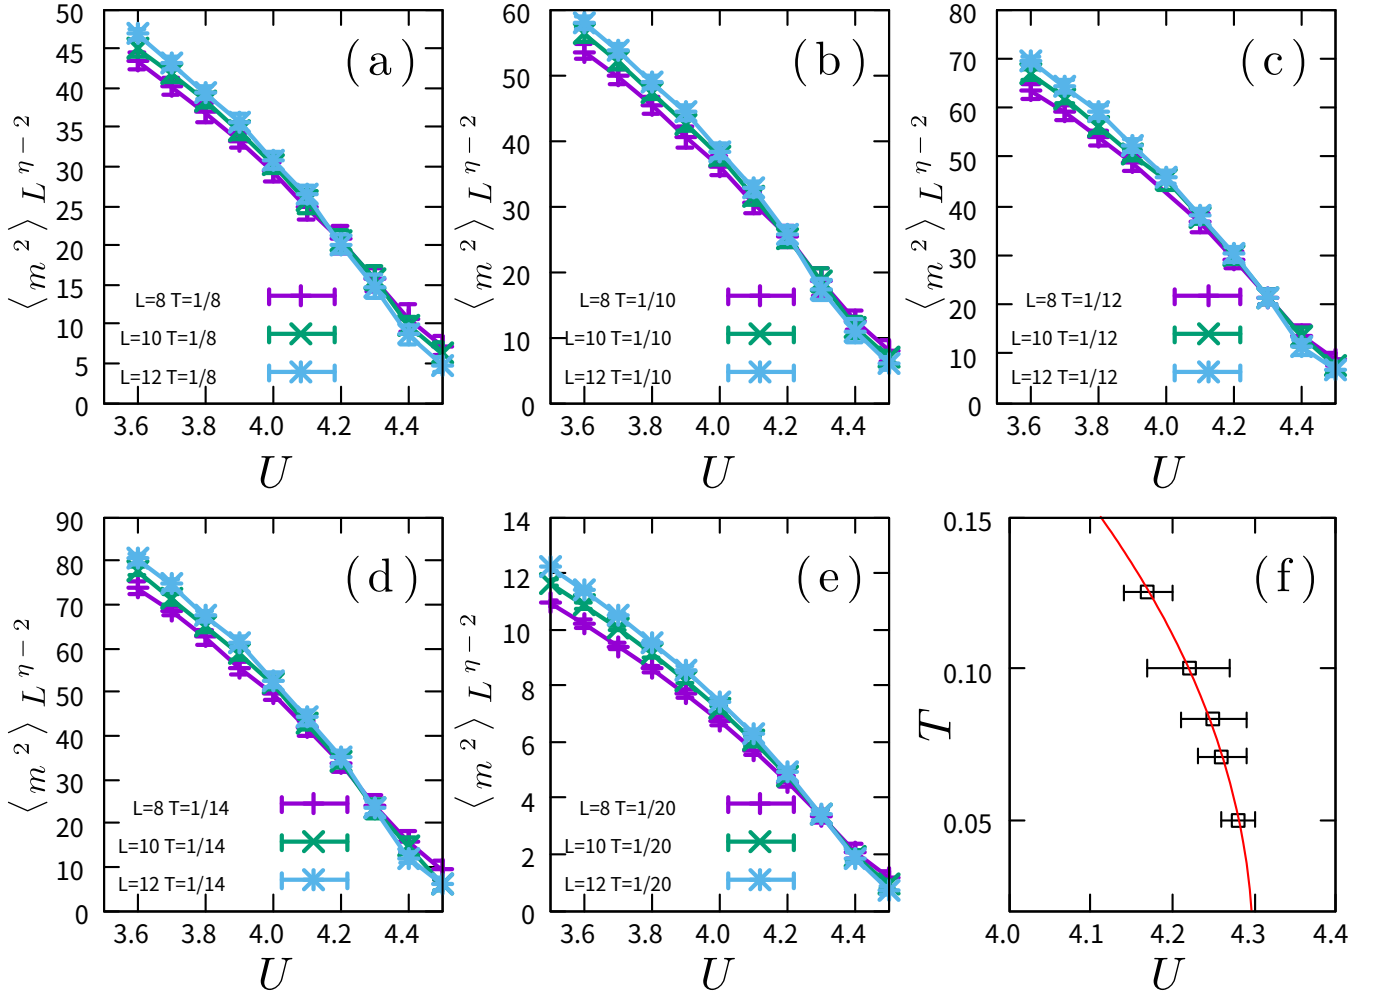 (a)
⟨m²⟩ L^{η−2}
50
45
40
35
30
25
20
15
10
5
0
L=8 T=1/8
L=10 T=1/8
L=12 T=1/8
3.6 3.8 4.0 4.2 4.4
U
(b)
⟨m²⟩ L^{η−2}
60
50
40
30
20
10
0
L=8 T=1/10
L=10 T=1/10
L=12 T=1/10
3.6 3.8 4.0 4.2 4.4
U
(c)
⟨m²⟩ L^{η−2}
80
70
60
50
40
30
20
10
0
L=8 T=1/12
L=10 T=1/12
L=12 T=1/12
3.6 3.8 4.0 4.2 4.4
U
(d)
⟨m²⟩ L^{η−2}
90
80
70
60
50
40
30
20
10
0
L=8 T=1/14
L=10 T=1/14
L=12 T=1/14
3.6 3.8 4.0 4.2 4.4
U
(e)
⟨m²⟩ L^{η−2}
14
12
10
8
6
4
2
0
L=8 T=1/20
L=10 T=1/20
L=12 T=1/20
3.6 3.8 4.0 4.2 4.4
U
(f)
T
0.15
0.10
0.05
4.0 4.1 4.2 4.3 4.4
U